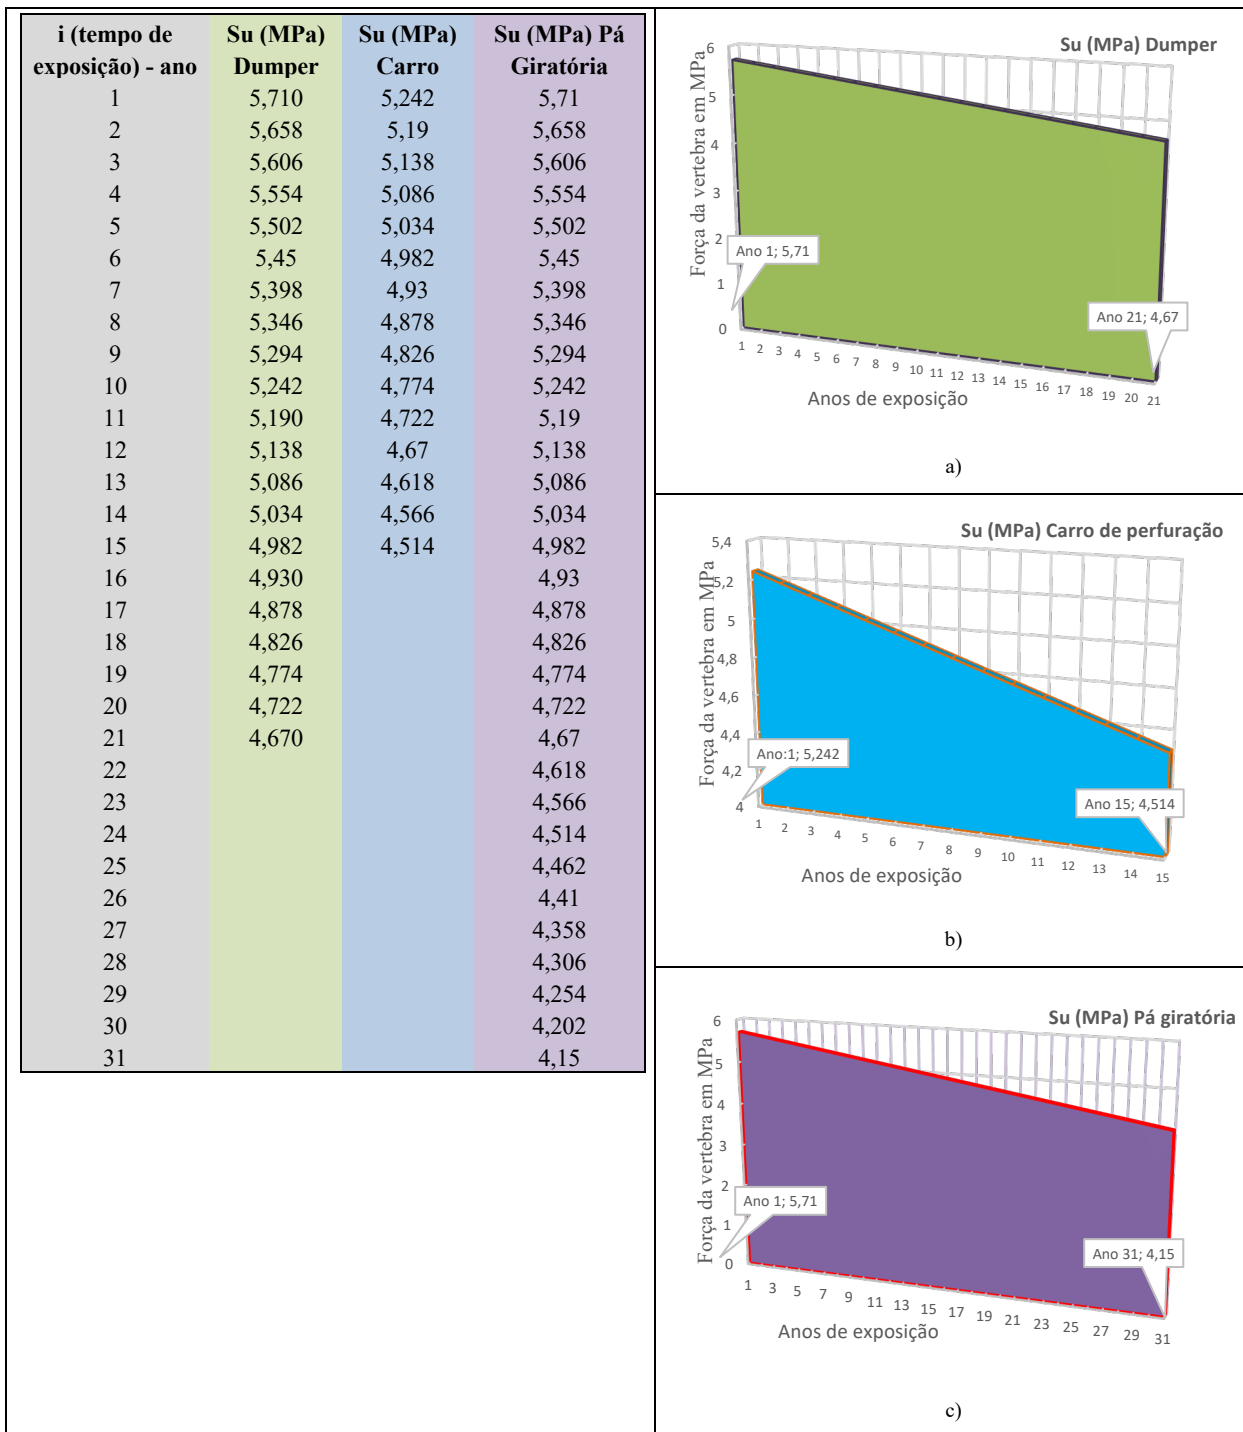 i (tempo de exposição) - ano Su (MPa) Dumper Su (MPa) Carro Su (MPa) Pá Giratória
1 5,710 5,242 5,71
2 5,658 5,19 5,658
3 5,606 5,138 5,606
4 5,554 5,086 5,554
5 5,502 5,034 5,502
6 5,45 4,982 5,45
7 5,398 4,93 5,398
8 5,346 4,878 5,346
9 5,294 4,826 5,294
10 5,242 4,774 5,242
11 5,190 4,722 5,19
12 5,138 4,67 5,138
13 5,086 4,618 5,086
14 5,034 4,566 5,034
15 4,982 4,514 4,982
16 4,930 4,93
17 4,878 4,878
18 4,826 4,826
19 4,774 4,774
20 4,722 4,722
21 4,670 4,67
22 4,618
23 4,566
24 4,514
25 4,462
26 4,41
27 4,358
28 4,306
29 4,254
30 4,202
31 4,15
Su (MPa) Dumper
Força da vertebra em MPa
6
5
4
3
2
1
0
Ano 1; 5,71
Ano 21; 4,67
1 2 3 4 5 6 7 8 9 10 11 12 13 14 15 16 17 18 19 20 21
Anos de exposição
a)
Su (MPa) Carro de perfuração
Força da vertebra em MPa
5,4
5,2
5
4,8
4,6
4,4
4,2
4
Ano:1; 5,242
Ano 15; 4,514
1 2 3 4 5 6 7 8 9 10 11 12 13 14 15
Anos de exposição
b)
Su (MPa) Pá giratória
Força da vertebra em MPa
6
5
4
3
2
1
0
Ano 1; 5,71
Ano 31; 4,15
1 3 5 7 9 11 13 15 17 19 21 23 25 27 29 31
Anos de exposição
c)